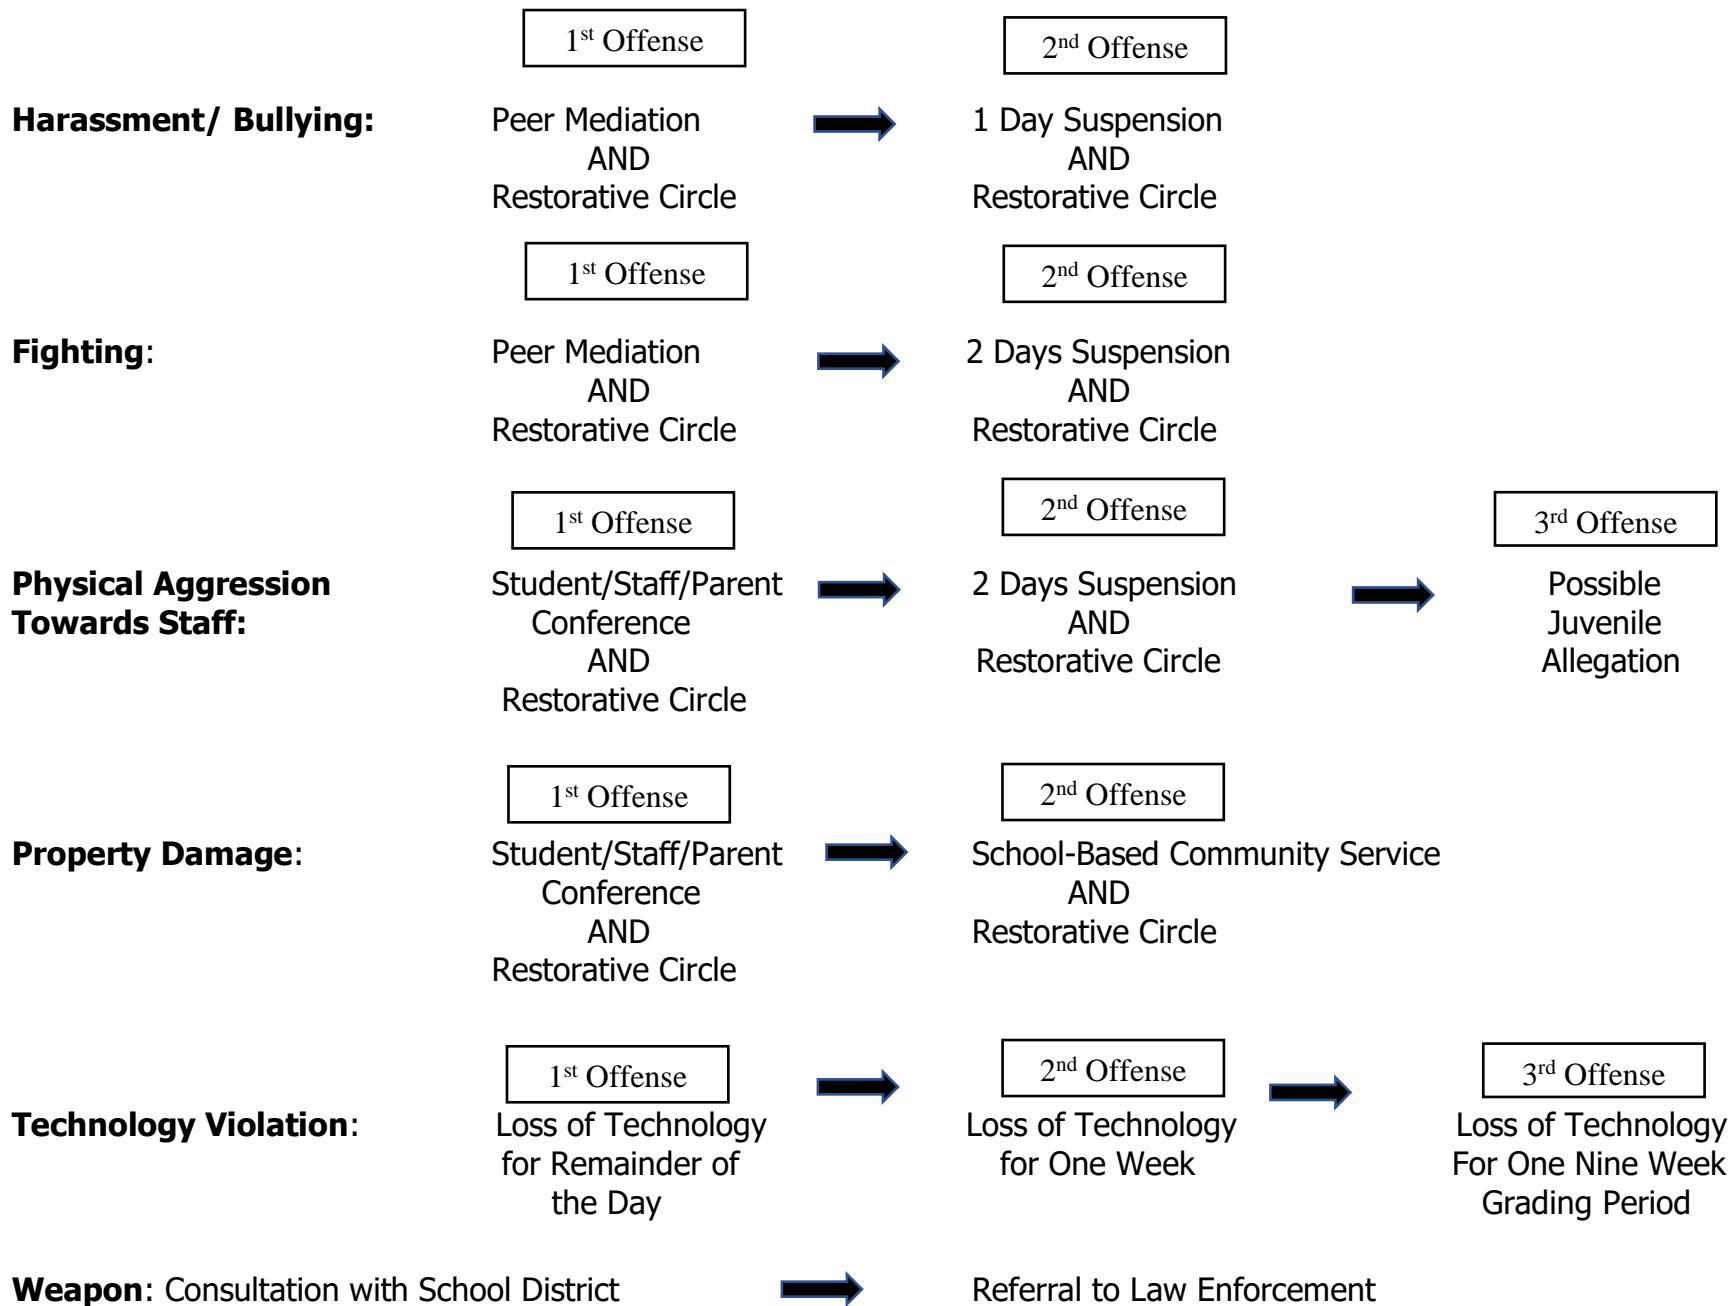 1st Offense 2nd Offense
Harassment/ Bullying: Peer Mediation 1 Day Suspension
AND AND
Restorative Circle Restorative Circle
1st Offense 2nd Offense
Fighting: Peer Mediation 2 Days Suspension
AND AND
Restorative Circle Restorative Circle
1st Offense 2nd Offense 3rd Offense
Physical Aggression Student/Staff/Parent 2 Days Suspension Possible
Towards Staff: Conference AND Juvenile
AND Restorative Circle Allegation
Restorative Circle
1st Offense 2nd Offense
Property Damage: Student/Staff/Parent School-Based Community Service
Conference AND
AND Restorative Circle
Restorative Circle
1st Offense 2nd Offense 3rd Offense
Technology Violation: Loss of Technology Loss of Technology Loss of Technology
for Remainder of for One Week For One Nine Week
the Day Grading Period
Weapon: Consultation with School District Referral to Law Enforcement